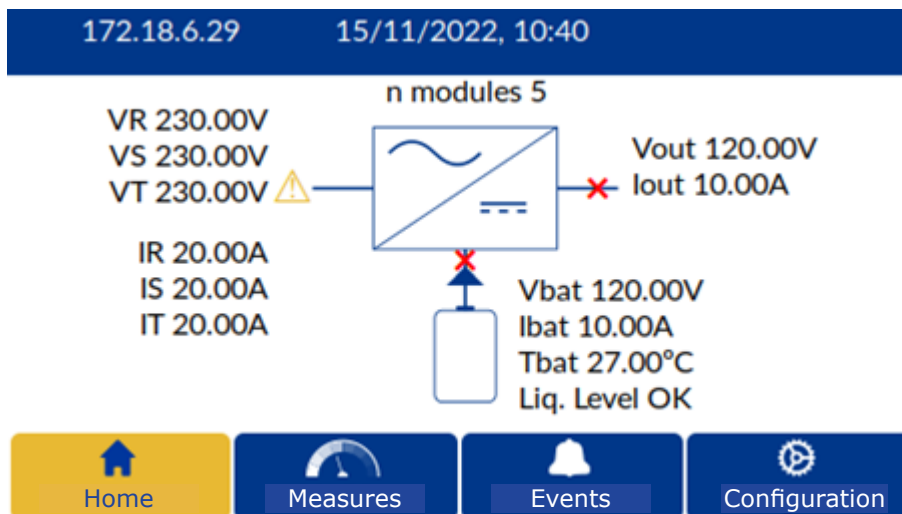 172.18.6.29 15/11/2022, 10:40
n modules 5
VR 230.00V
VS 230.00V
VT 230.00V
Vout 120.00V
Iout 10.00A
IR 20.00A
IS 20.00A
IT 20.00A
Vbat 120.00V
Ibat 10.00A
Tbat 27.00°C
Liq. Level OK
Home Measures Events Configuration